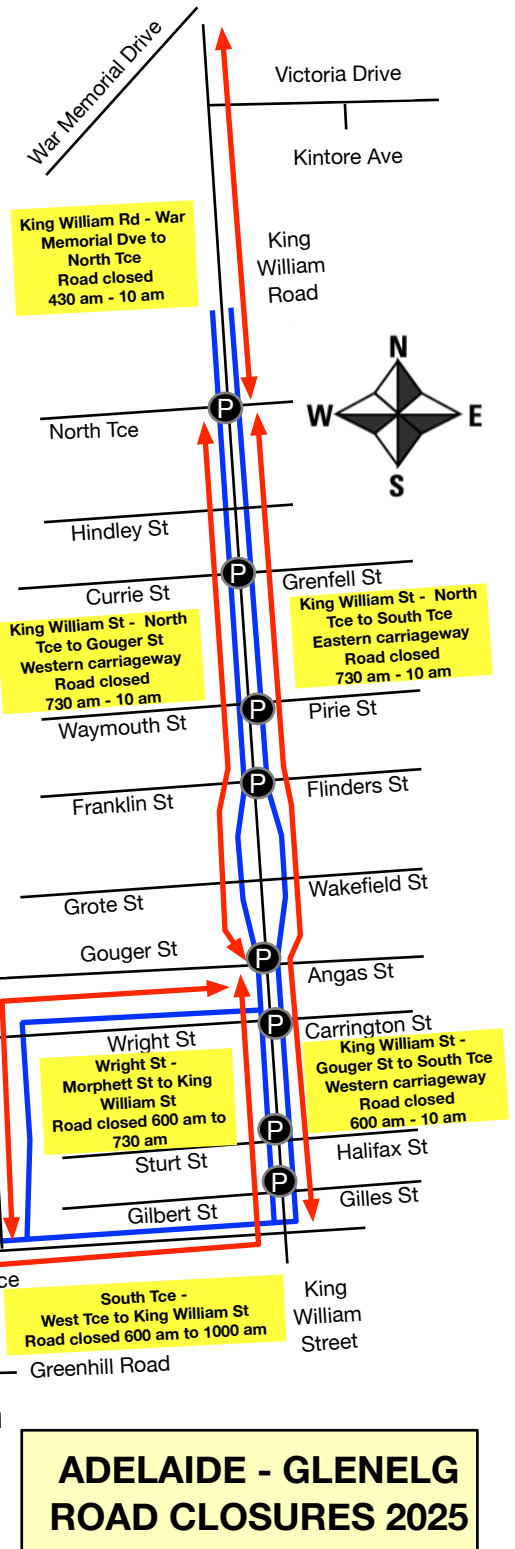 War Memorial Drive
Victoria Drive
Kintore Ave
King William Rd - War
Memorial Dve to
North Tce
Road closed
430 am - 10 am
King
William
Road
N
W
E
S
P
North Tce
Hindley St
P
Currie St
Grenfell St
King William St - North
Tce to Gouger St
Western carriageway
Road closed
730 am - 10 am
King William St - North
Tce to South Tce
Eastern carriageway
Road closed
730 am - 10 am
P
Waymouth St
Pirie St
P
Franklin St
Flinders St
Grote St
Wakefield St
Gouger St
P
Angas St
P
Wright St
Carrington St
Wright St -
Morphett St to King
William St
Road closed 600 am to
730 am
King William St -
Gouger St to South Tce
Western carriageway
Road closed
600 am - 10 am
P
Sturt St
Halifax St
P
Gilbert St
Gilles St
ce
South Tce -
West Tce to King William St
Road closed 600 am to 1000 am
King
William
Street
Greenhill Road
ADELAIDE - GLENELG
ROAD CLOSURES 2025